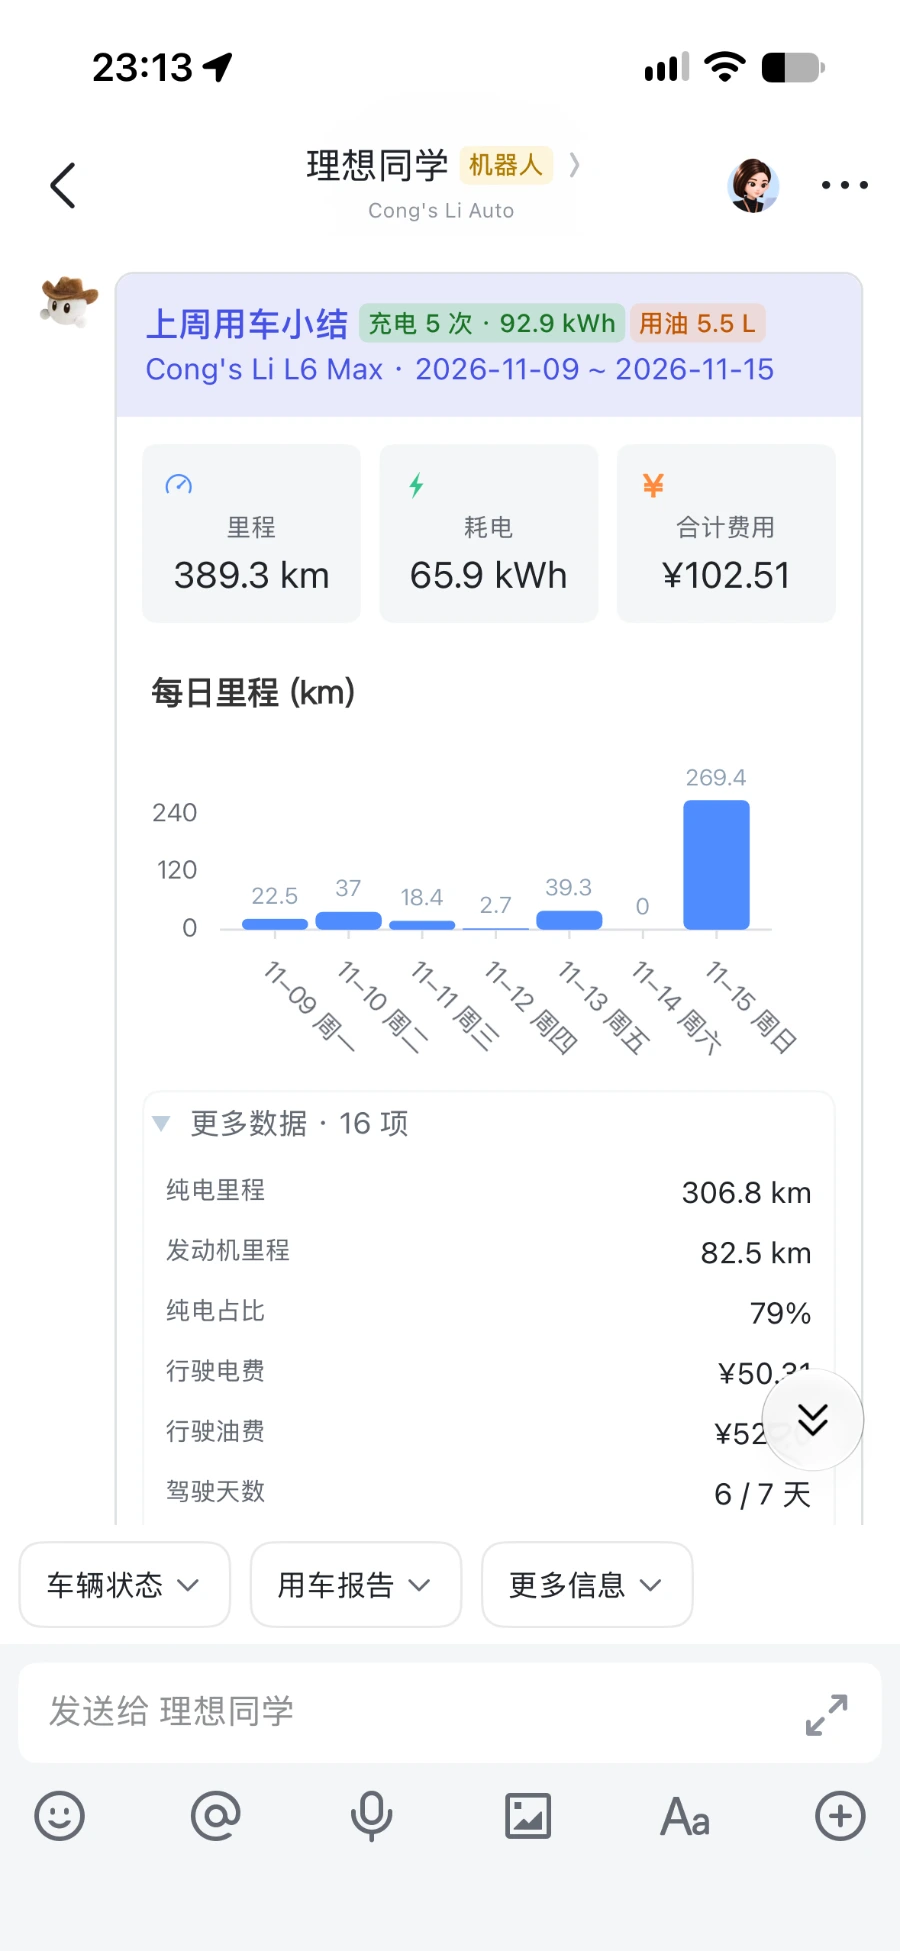 23:13
理想同学 机器人
Cong's Li Auto
上周用车小结 充电 5 次 · 92.9 kWh 用油 5.5 L
Cong's Li L6 Max · 2026-11-09 ~ 2026-11-15
里程 耗电 合计费用
389.3 km 65.9 kWh ¥102.51
每日里程 (km)
269.4
240
120
22.5 37 18.4 2.7 39.3 0
0
11-09 周一 11-10 周二 11-11 周三 11-12 周四 11-13 周五 11-14 周六 11-15 周日
更多数据 · 16 项
纯电里程 306.8 km
发动机里程 82.5 km
纯电占比 79%
行驶电费 ¥50.31
行驶油费
驾驶天数 6 / 7 天
车辆状态 用车报告 更多信息
发送给 理想同学
Aa